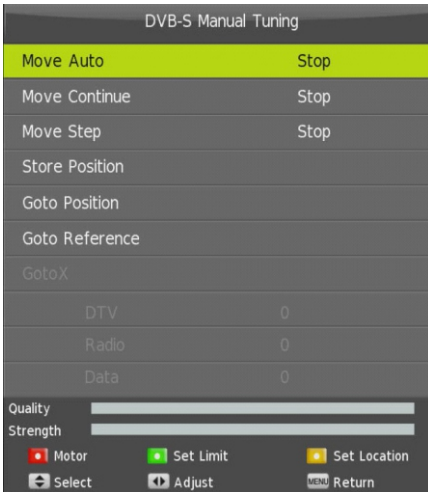 DVB-S Manual Tuning
Move Auto Stop
Move Continue Stop
Move Step Stop
Store Position
Goto Position
Goto Reference
GotoX
DTV 0
Radio 0
Data 0
Quality
Strength
Motor Set Limit Set Location
Select Adjust MENU Return